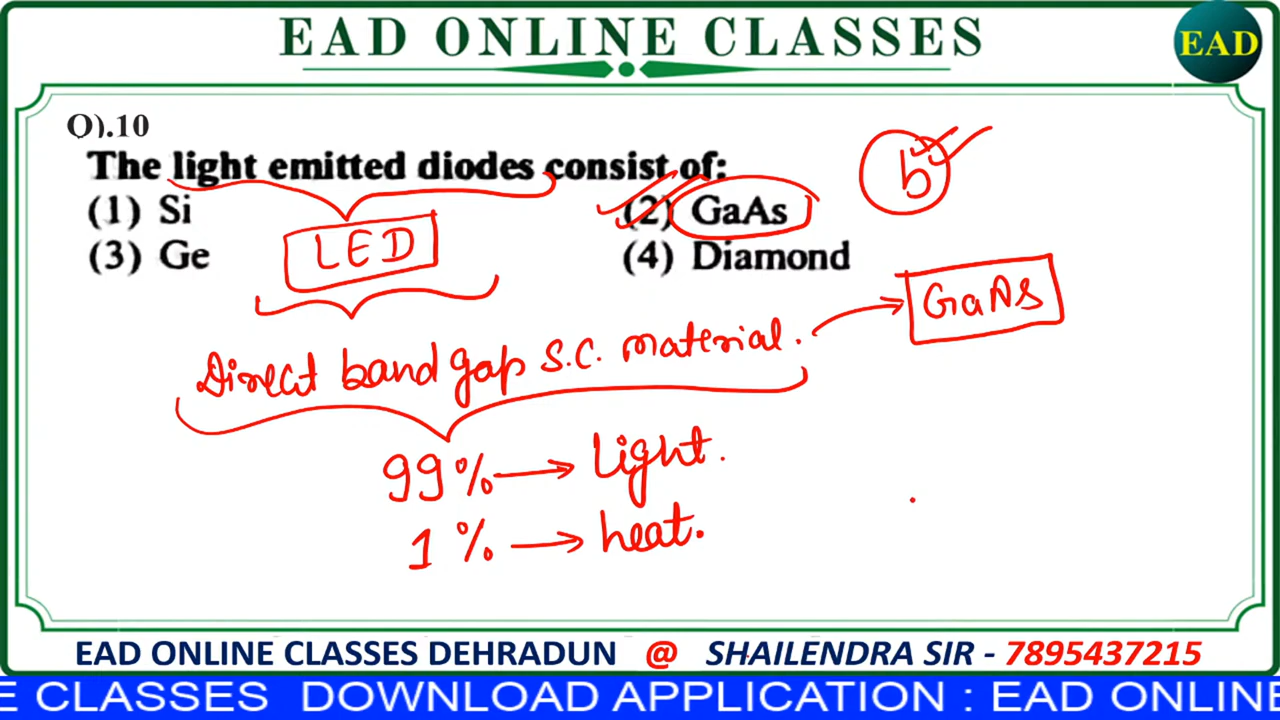 EAD ONLINE CLASSES
EAD
Q).10
The light emitted diodes consist of:
(1) Si
(2) GaAs
(3) Ge
(4) Diamond
b
LED
Direct band gap S.C. material.
GaAs
99% → Light.
1% → heat.
EAD ONLINE CLASSES DEHRADUN @ SHAILENDRA SIR - 7895437215
E CLASSES DOWNLOAD APPLICATION : EAD ONLINE